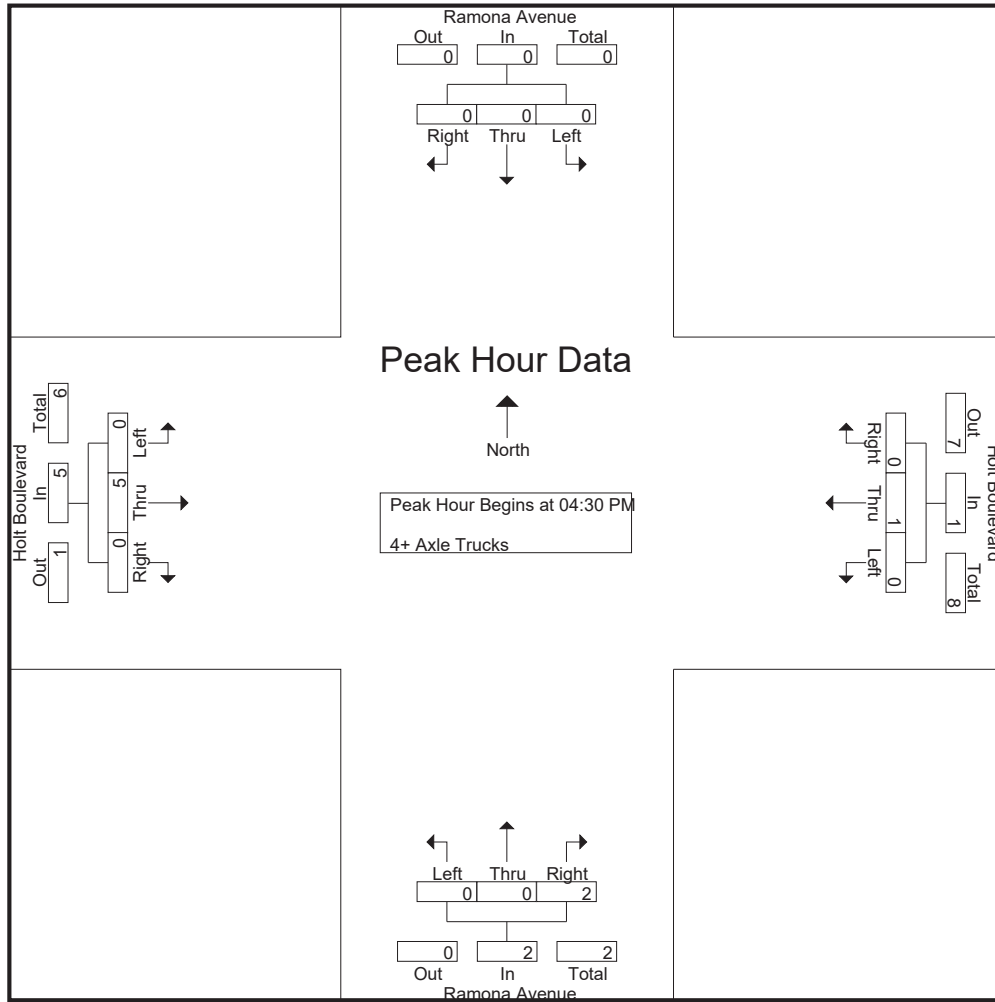 Ramona Avenue
Out In Total
0 0 0
0 0 0
Right Thru Left
Peak Hour Data
North
Peak Hour Begins at 04:30 PM
4+ Axle Trucks
Holt Boulevard
Out In Total
1 5 6
Left Thru Right
0 5 0
Holt Boulevard
Out In Total
7 1 8
Right Thru Left
0 1 0
Left Thru Right
0 0 2
0 2 2
Out In Total
Ramona Avenue